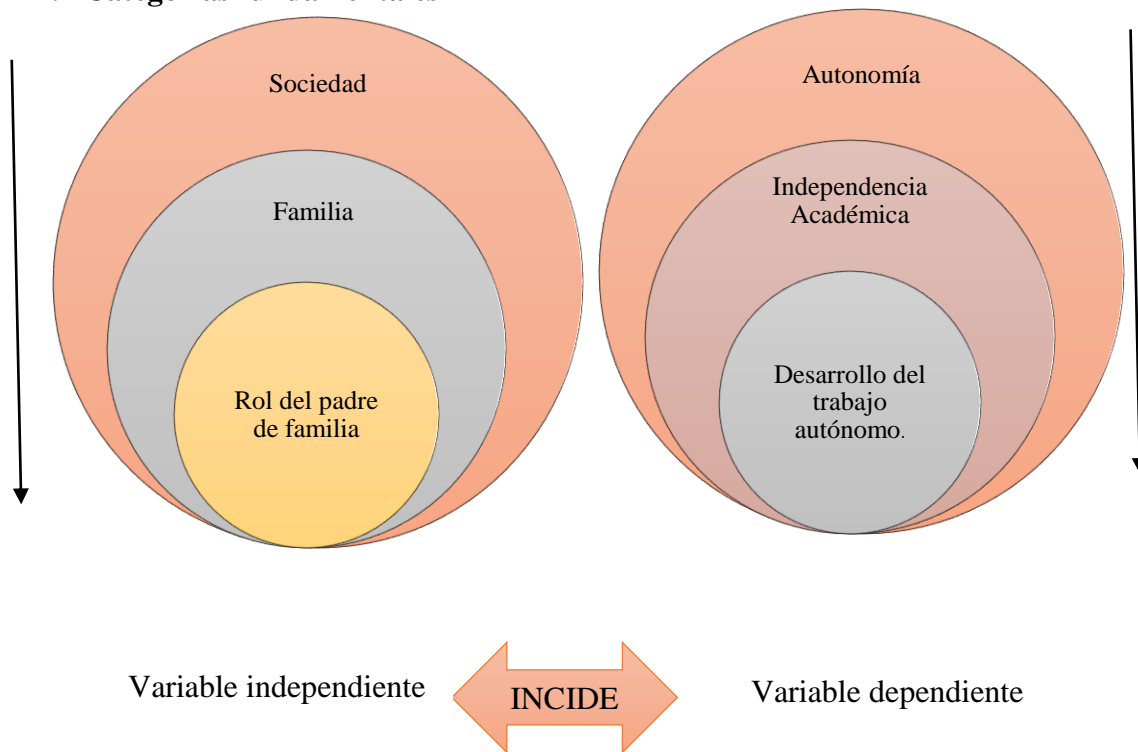 Sociedad
Familia
Rol del padre
de familia
Autonomía
Independencia
Académica
Desarrollo del
trabajo
autónomo.
Variable independiente
INCIDE
Variable dependiente